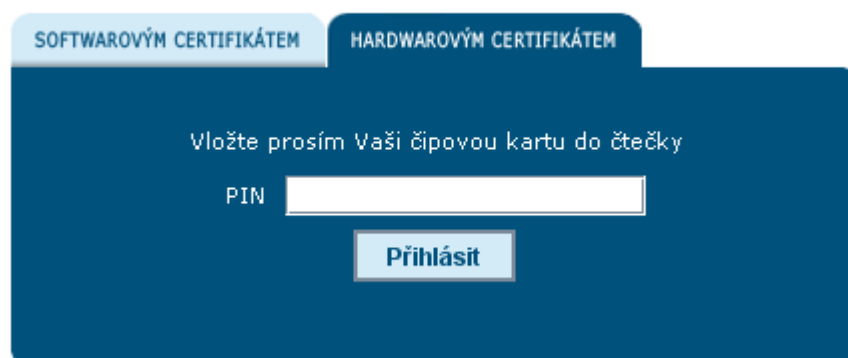 SOFTWAROVÝM CERTIFIKÁTEM
HARDWAROVÝM CERTIFIKÁTEM
Vložte prosím Vaši čipovou kartu do čtečky
PIN
Přihlásit